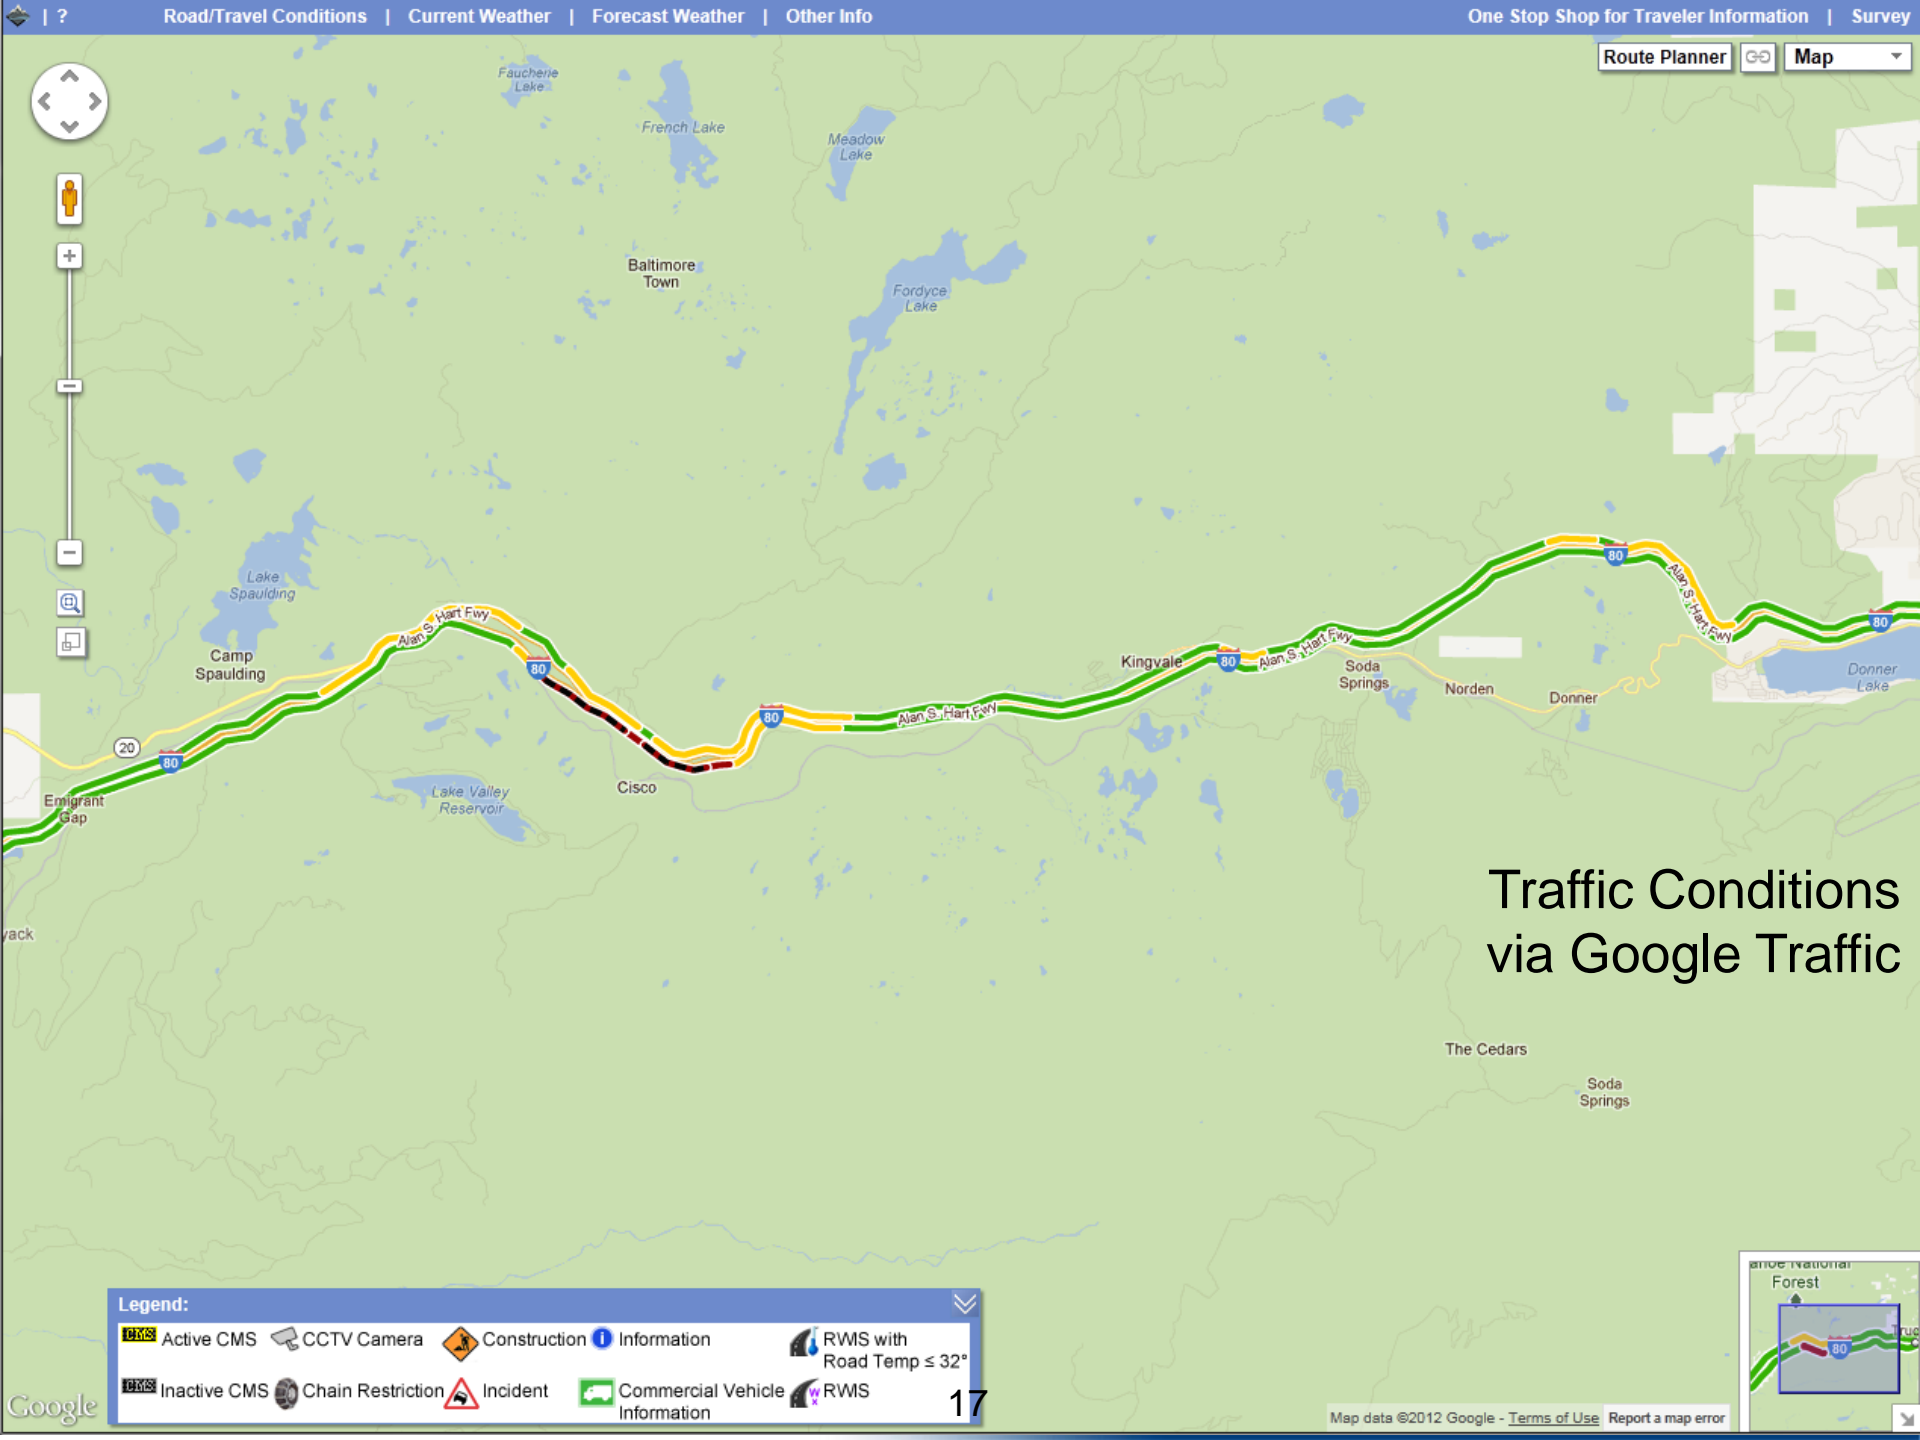 | ? Road/Travel Conditions | Current Weather | Forecast Weather | Other Info One Stop Shop for Traveler Information | Survey
Route Planner Map
Faucherie
Lake
French Lake
Meadow
Lake
Baltimore
Town
Fordyce
Lake
Lake
Spaulding
Camp
Spaulding
Alan S. Hart Fwy
80
20
80
Emigrant
Gap
Lake Valley
Reservoir
Cisco
80
Alan S. Hart Fwy
Kingvale
80
Alan S. Hart Fwy
Soda
Springs
Norden
Donner
80
Alan S. Hart Fwy
80
Donner
Lake
yack
Traffic Conditions
via Google Traffic
The Cedars
Soda
Springs
Legend:
CMS Active CMS CCTV Camera Construction i Information RWIS with
Road Temp ≤ 32°
CMS Inactive CMS Chain Restriction Incident Commercial Vehicle
Information
W
x
RWIS
17
Google
Map data ©2012 Google - Terms of Use Report a map error
anoe National
Forest
Truc
80